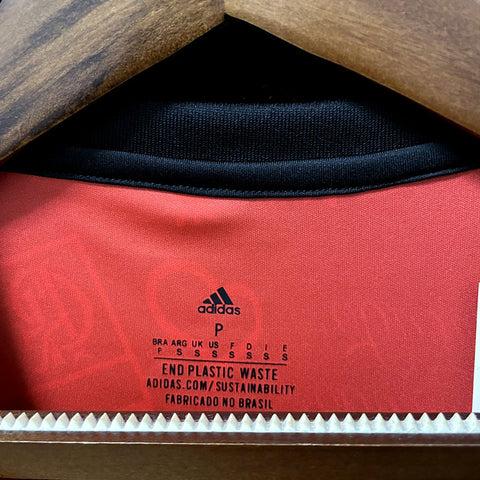 adidas
P
BRA ARG UK US F D I E
P S S S S S S S
END PLASTIC WASTE
ADIDAS.COM/SUSTAINABILITY
FABRICADO NO BRASIL